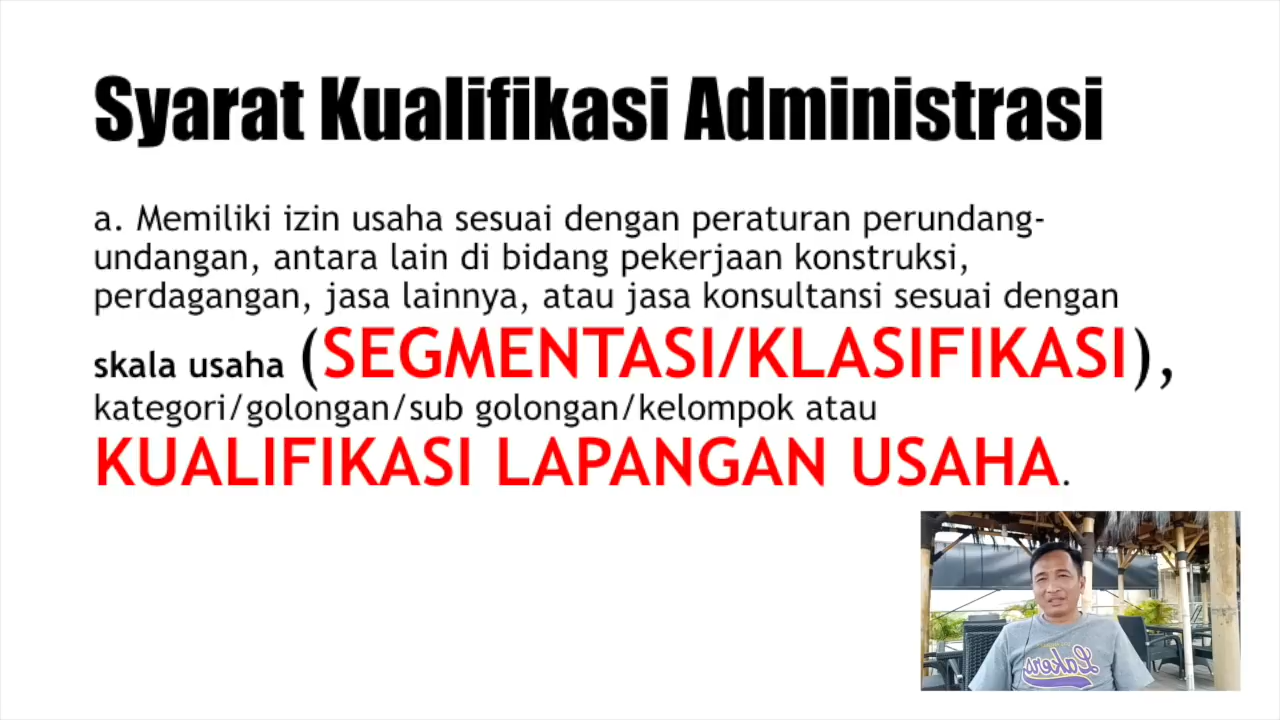 Syarat Kualifikasi Administrasi
a. Memiliki izin usaha sesuai dengan peraturan perundang-
undangan, antara lain di bidang pekerjaan konstruksi,
perdagangan, jasa lainnya, atau jasa konsultansi sesuai dengan
skala usaha (SEGMENTASI/KLASIFIKASI),
kategori/golongan/sub golongan/kelompok atau
KUALIFIKASI LAPANGAN USAHA.
Lakers